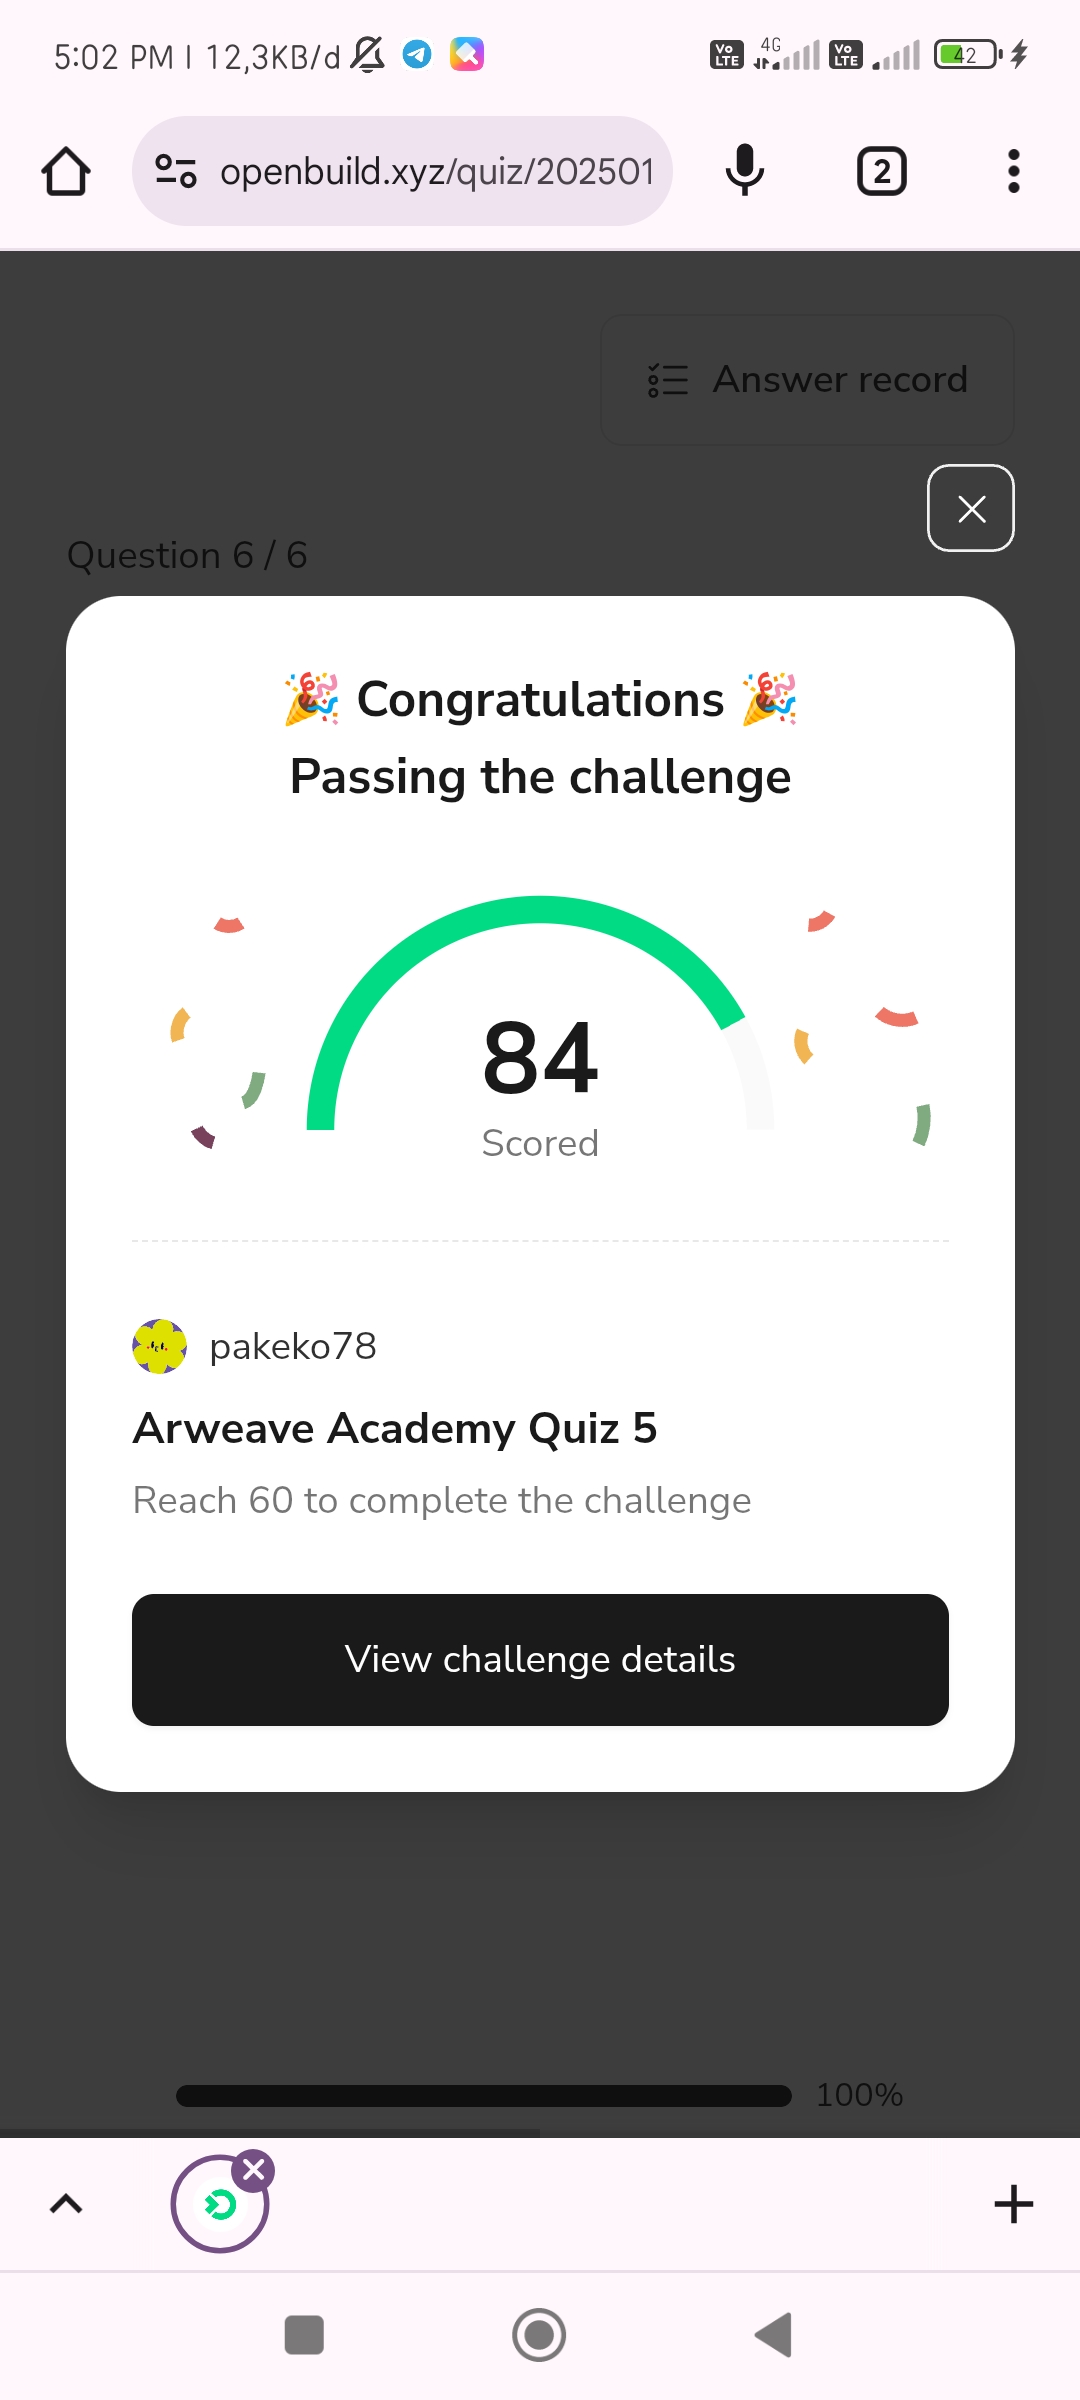 5:02 PM | 12,3KB/d
Vo LTE 4G Vo LTE 42
openbuild.xyz/quiz/202501
2
Answer record
Question 6 / 6
🎉 Congratulations 🎉
Passing the challenge
84
Scored
pakeko78
Arweave Academy Quiz 5
Reach 60 to complete the challenge
View challenge details
100%